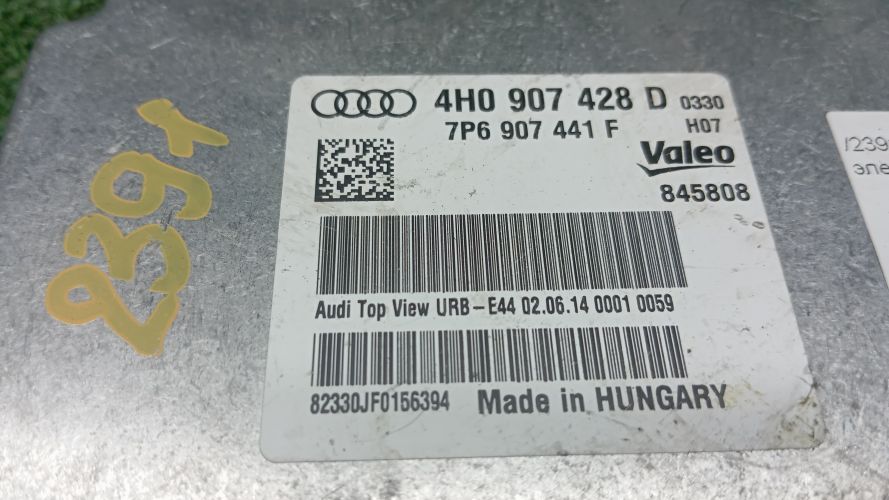 4H0 907 428 D 0330
7P6 907 441 F H07
Valeo
845808
Audi Top View URB-E44 02.06.14 0001 0059
82330JF0156394 Made in HUNGARY
2391
/239